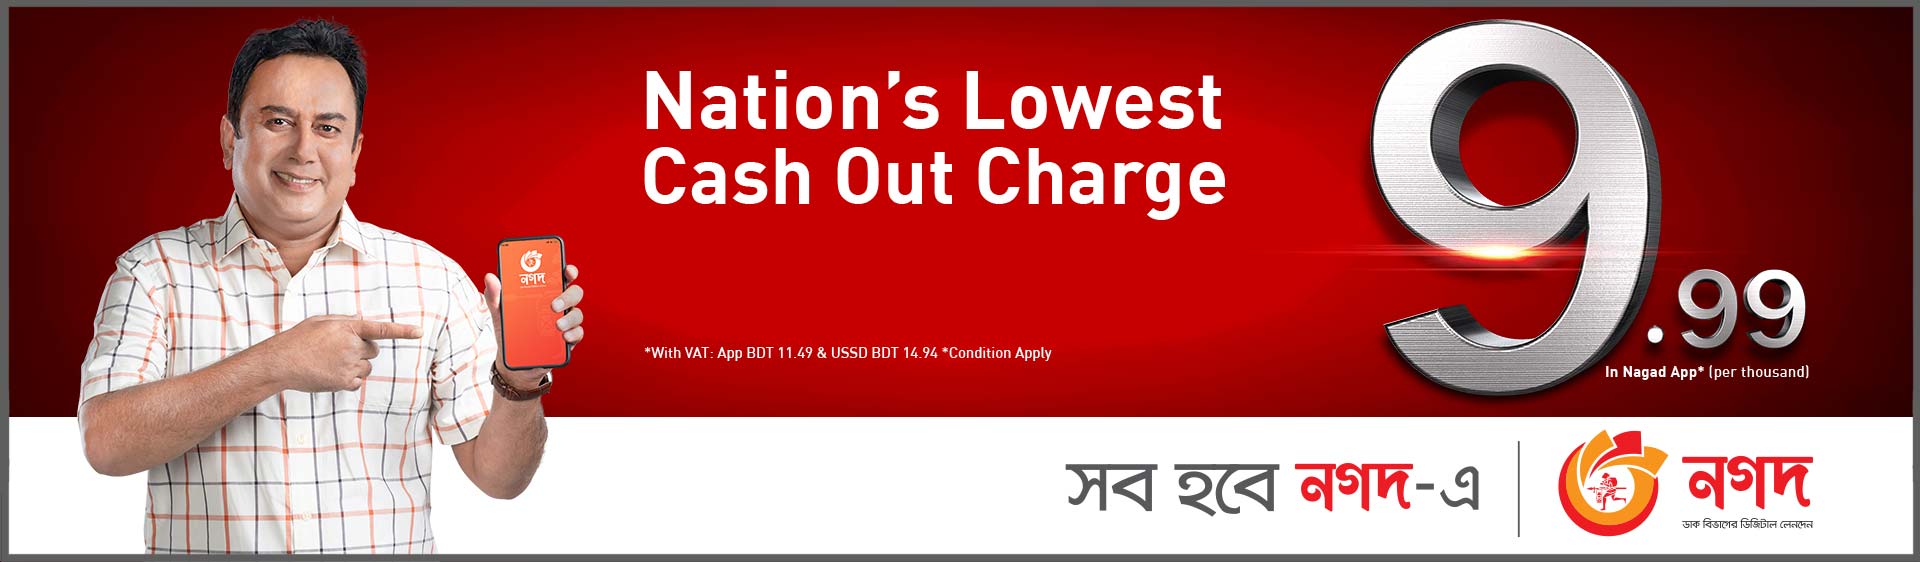 Nation's Lowest
Cash Out Charge
9.99
In Nagad App* (per thousand)
*With VAT: App BDT 11.49 & USSD BDT 14.94 *Condition Apply
নগদ
সব হবে নগদ-এ
নগদ
ডাক বিভাগের ডিজিটাল লেনদেন